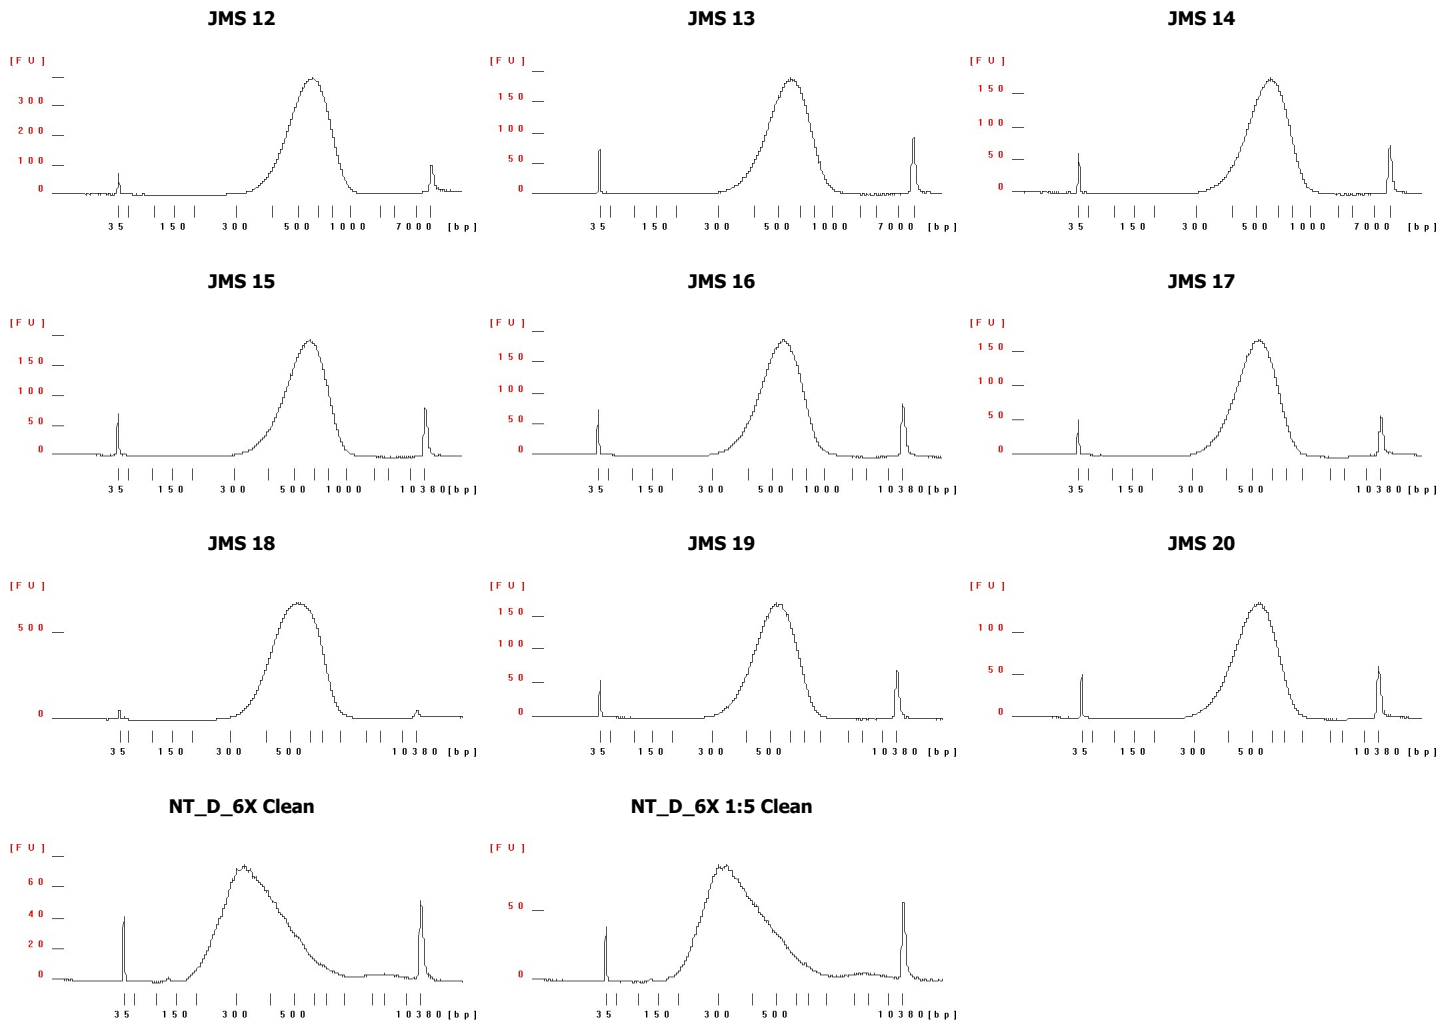 JMS 12
[FU]
300
200
100
0
35 150 300 500 1000 7000 [bp]
JMS 13
[FU]
150
100
50
0
35 150 300 500 1000 7000 [bp]
JMS 14
[FU]
150
100
50
0
35 150 300 500 1000 7000 [bp]
JMS 15
[FU]
150
100
50
0
35 150 300 500 1000 10380 [bp]
JMS 16
[FU]
150
100
50
0
35 150 300 500 1000 10380 [bp]
JMS 17
[FU]
150
100
50
0
35 150 300 500 10380 [bp]
JMS 18
[FU]
500
0
35 150 300 500 10380 [bp]
JMS 19
[FU]
150
100
50
0
35 150 300 500 10380 [bp]
JMS 20
[FU]
100
50
0
35 150 300 500 10380 [bp]
NT_D_6X Clean
[FU]
60
40
20
0
35 150 300 500 10380 [bp]
NT_D_6X 1:5 Clean
[FU]
50
0
35 150 300 500 10380 [bp]